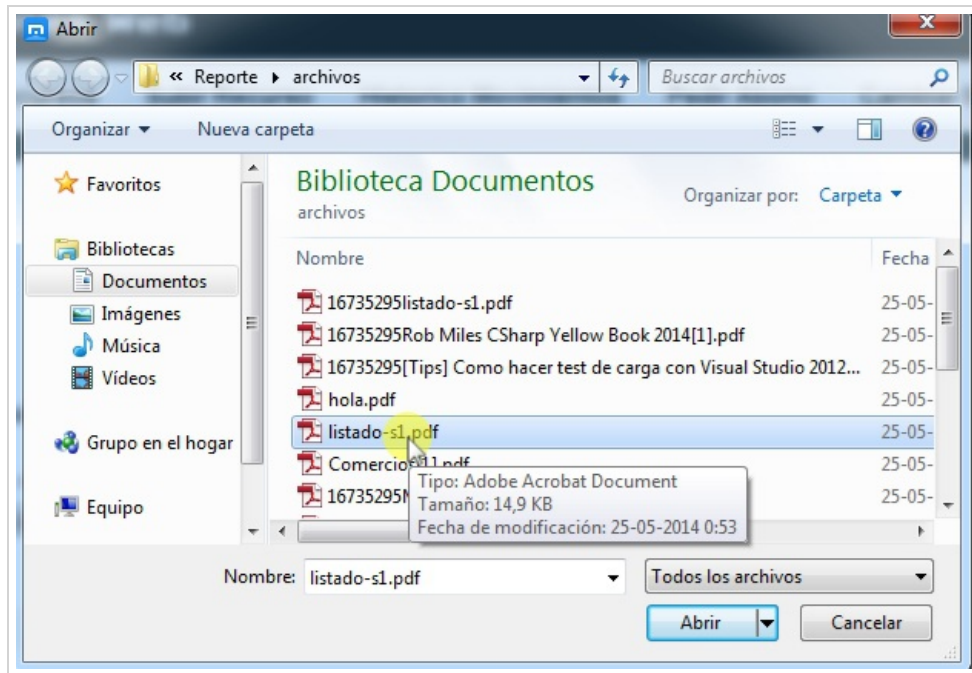 Abrir
« Reporte ▸ archivos
Buscar archivos
Organizar
Nueva carpeta
Favoritos
Bibliotecas
Documentos
Imágenes
Música
Vídeos
Grupo en el hogar
Equipo
Biblioteca Documentos
archivos
Organizar por: Carpeta
Nombre Fecha
16735295listado-s1.pdf 25-05-
16735295Rob Miles CSharp Yellow Book 2014[1].pdf 25-05-
16735295[Tips] Como hacer test de carga con Visual Studio 2012... 25-05-
hola.pdf 25-05-
listado-s1.pdf 25-05-
Comercio[1].pdf 25-05-
16735295 25-05-
Tipo: Adobe Acrobat Document
Tamaño: 14,9 KB
Fecha de modificación: 25-05-2014 0:53
Nombre: listado-s1.pdf
Todos los archivos
Abrir
Cancelar